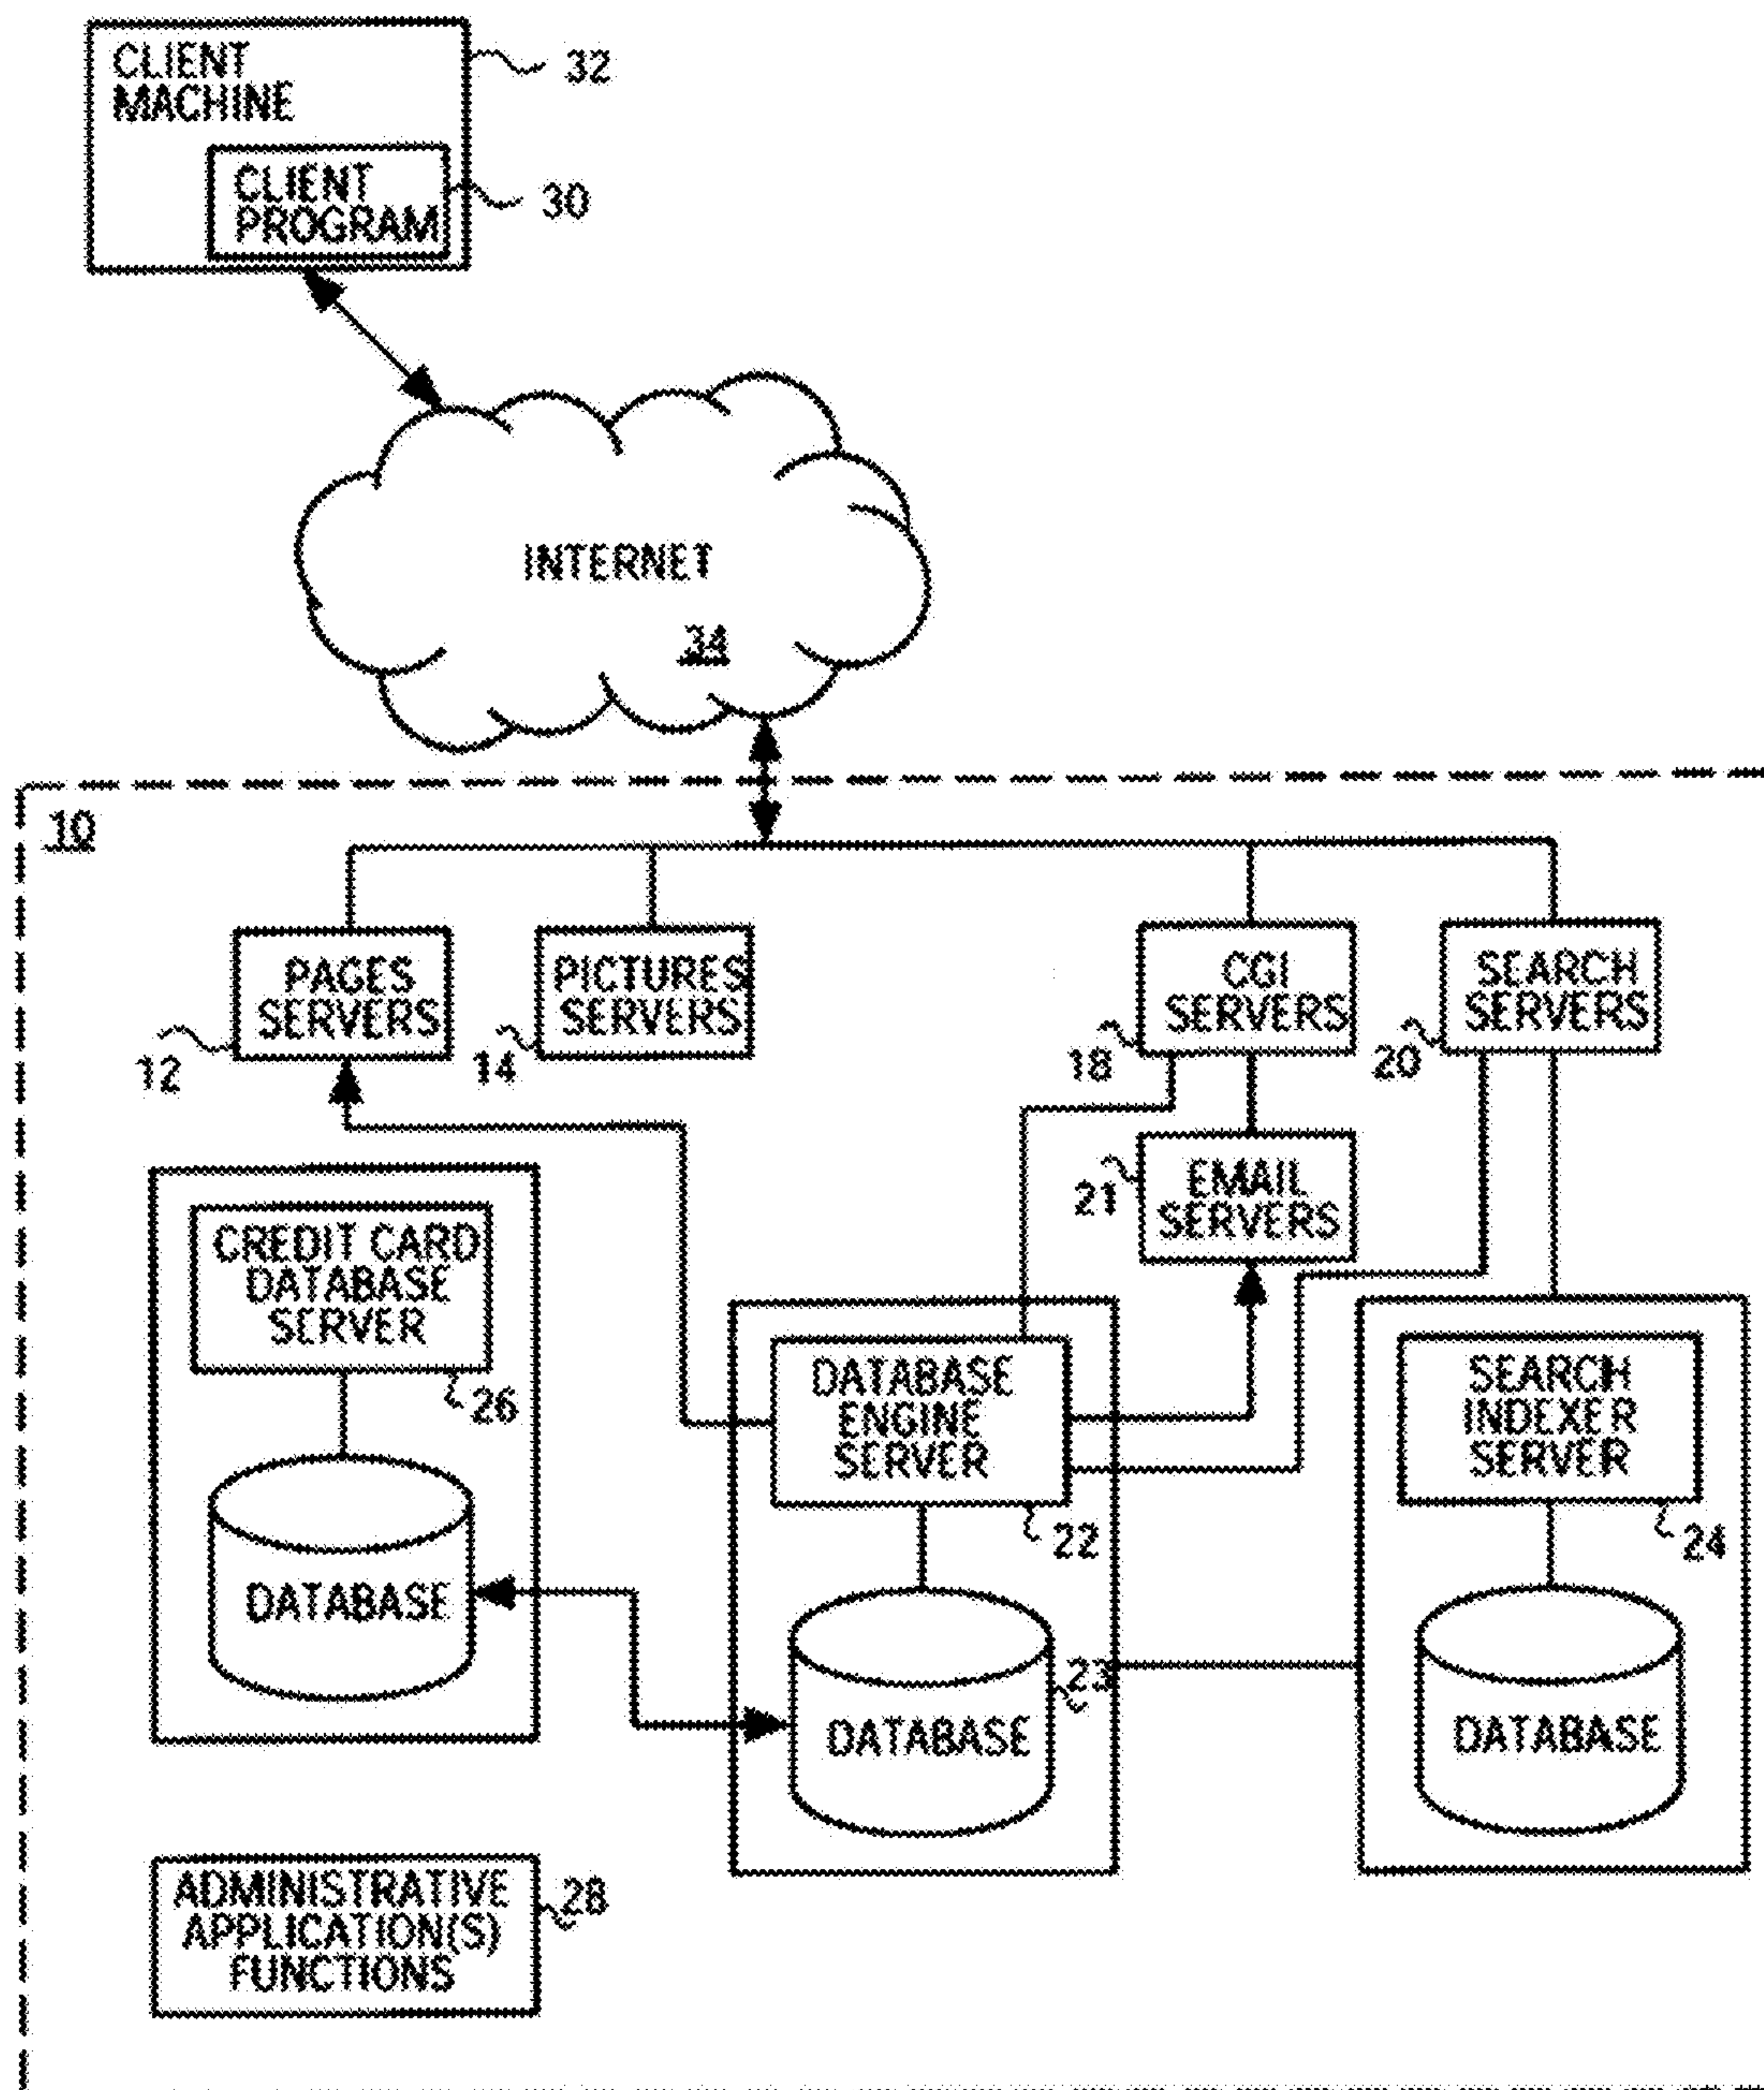 CLIENT
MACHINE
32
CLIENT
PROGRAM
30
INTERNET
34
10
PAGES
SERVERS
12
PICTURES
SERVERS
14
CGI
SERVERS
18
SEARCH
SERVERS
20
EMAIL
SERVERS
21
CREDIT CARD
DATABASE
SERVER
26
DATABASE
DATABASE
ENGINE
SERVER
22
DATABASE
23
SEARCH
INDEXER
SERVER
24
DATABASE
ADMINISTRATIVE
APPLICATION(S)
FUNCTIONS
28